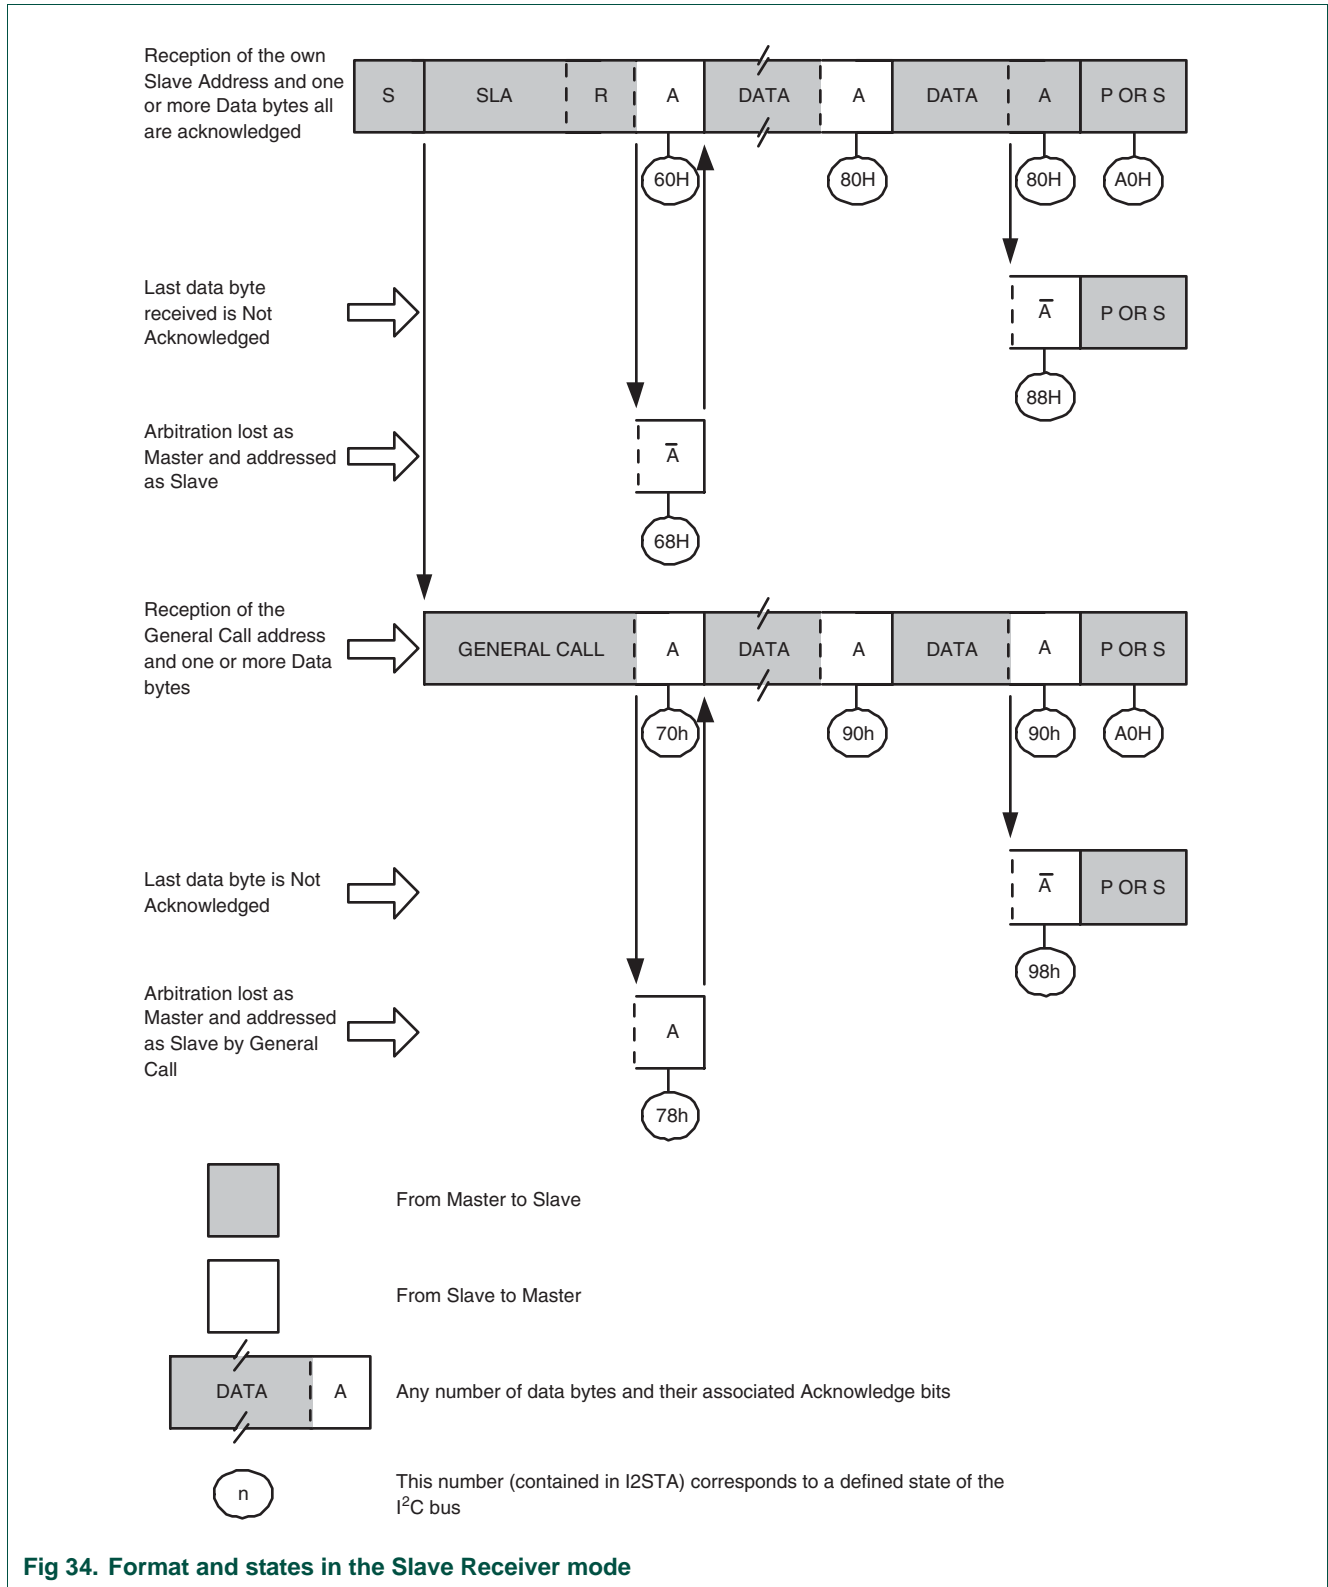 Reception of the own
Slave Address and one
or more Data bytes all
are acknowledged
S SLA R A DATA A DATA A P OR S
60H 80H 80H A0H
Last data byte
received is Not
Acknowledged
A̅ P OR S
88H
Arbitration lost as
Master and addressed
as Slave
A̅
68H
Reception of the
General Call address
and one or more Data
bytes
GENERAL CALL A DATA A DATA A P OR S
70h 90h 90h A0H
Last data byte is Not
Acknowledged
A̅ P OR S
98h
Arbitration lost as
Master and addressed
as Slave by General
Call
A
78h
From Master to Slave
From Slave to Master
DATA A Any number of data bytes and their associated Acknowledge bits
n
This number (contained in I2STA) corresponds to a defined state of the
I²C bus
Fig 34. Format and states in the Slave Receiver mode